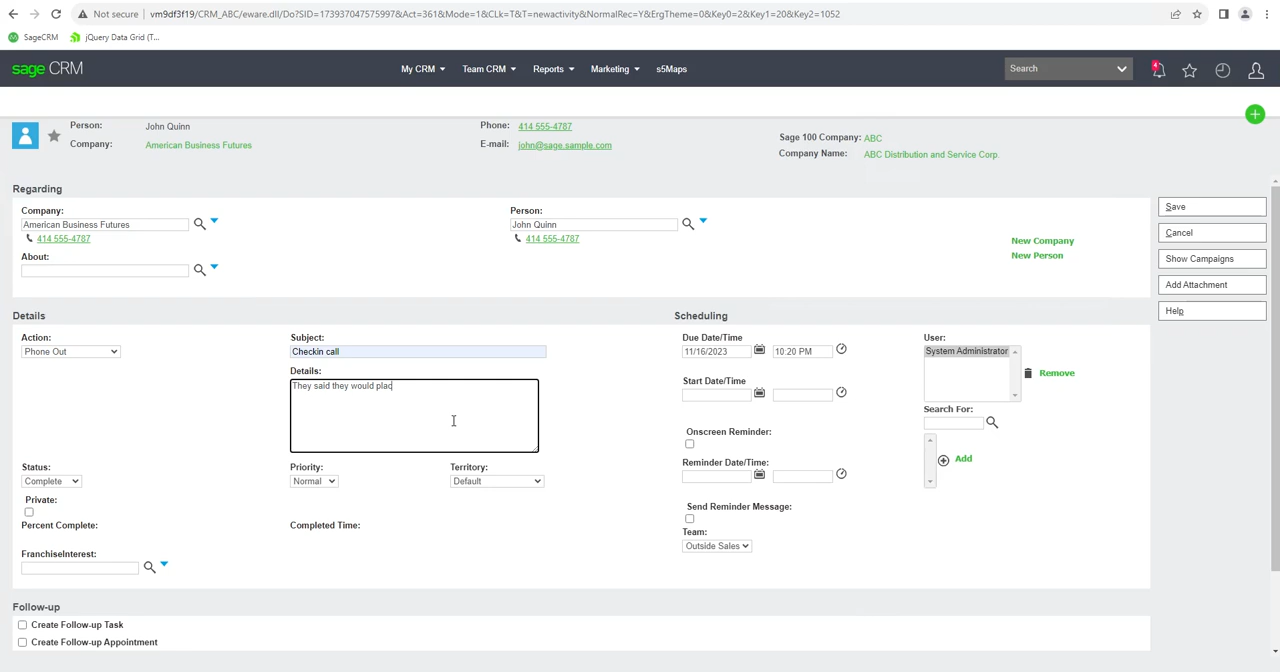 Not secure | vm9df3f19/CRM_ABC/eware.dll/Do?SID=173937047575997&Act=361&Mode=1&CLk=T&T=newactivity&NormalRec=Y&ErgTheme=0&Key0=2&Key1=20&Key2=1052
SageCRM jQuery Data Grid (T...
sage CRM My CRM Team CRM Reports Marketing s5Maps Search 4
Person: John Quinn Phone: 414 555-4787
Company: American Business Futures E-mail: john@sage.sample.com
Sage 100 Company: ABC
Company Name: ABC Distribution and Service Corp.
Regarding
Company: Person:
American Business Futures John Quinn
414 555-4787 414 555-4787
About:
New Company
New Person
Save
Cancel
Show Campaigns
Add Attachment
Help
Details Scheduling
Action: Subject: Due Date/Time User:
Phone Out Checkin call 11/16/2023 10:20 PM System Administrator
Details:
They said they would plac
Start Date/Time
Remove
Search For:
Onscreen Reminder:
Add
Status: Priority: Territory: Reminder Date/Time:
Complete Normal Default
Private:
Send Reminder Message:
Percent Complete: Completed Time:
Team:
Outside Sales
FranchiseInterest:
Follow-up
Create Follow-up Task
Create Follow-up Appointment